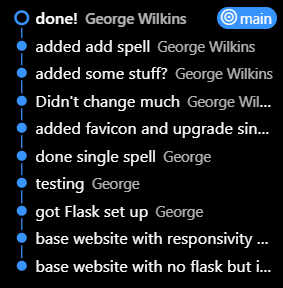 done! George Wilkins main
added add spell George Wilkins
added some stuff? George Wilkins
Didn't change much George Wil...
added favicon and upgrade sin...
done single spell George
testing George
got Flask set up George
base website with responsivity ...
base website with no flask but i...